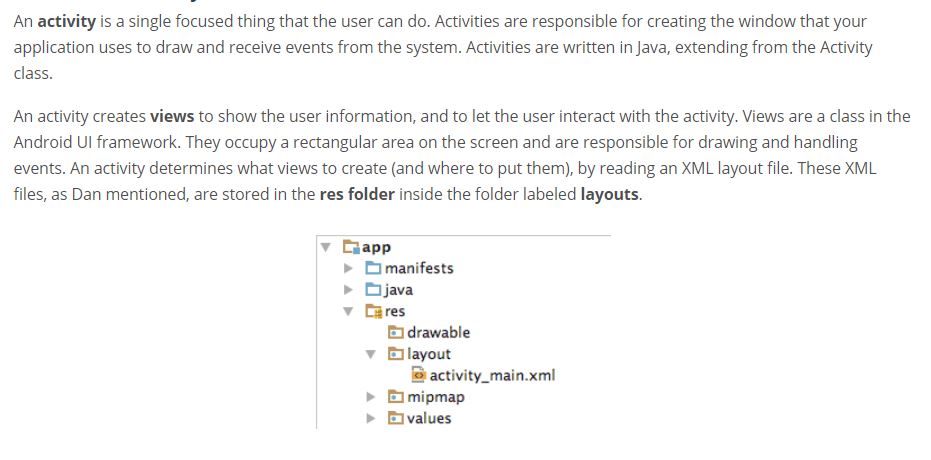 An activity is a single focused thing that the user can do. Activities are responsible for creating the window that your
application uses to draw and receive events from the system. Activities are written in Java, extending from the Activity
class.
An activity creates views to show the user information, and to let the user interact with the activity. Views are a class in the
Android UI framework. They occupy a rectangular area on the screen and are responsible for drawing and handling
events. An activity determines what views to create (and where to put them), by reading an XML layout file. These XML
files, as Dan mentioned, are stored in the res folder inside the folder labeled layouts.
app
manifests
java
res
drawable
layout
activity_main.xml
mipmap
values